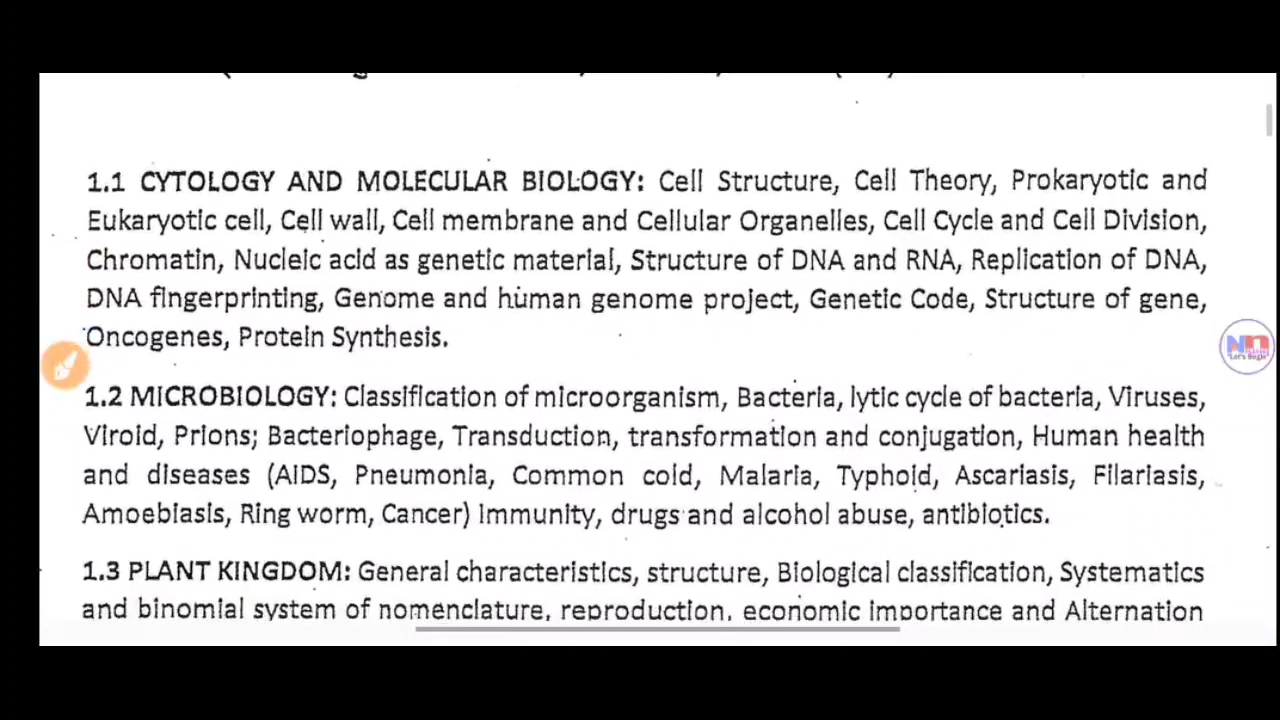 1.1 CYTOLOGY AND MOLECULAR BIOLOGY: Cell Structure, Cell Theory, Prokaryotic and
Eukaryotic cell, Cell wall, Cell membrane and Cellular Organelles, Cell Cycle and Cell Division,
Chromatin, Nucleic acid as genetic material, Structure of DNA and RNA, Replication of DNA,
DNA fingerprinting, Genome and human genome project, Genetic Code, Structure of gene,
Oncogenes, Protein Synthesis.
1.2 MICROBIOLOGY: Classification of microorganism, Bacteria, lytic cycle of bacteria, Viruses,
Viroid, Prions; Bacteriophage, Transduction, transformation and conjugation, Human health
and diseases (AIDS, Pneumonia, Common cold, Malaria, Typhoid, Ascariasis, Filariasis,
Amoebiasis, Ring worm, Cancer) Immunity, drugs and alcohol abuse, antibiotics.
1.3 PLANT KINGDOM: General characteristics, structure, Biological classification, Systematics
and binomial system of nomenclature, reproduction, economic importance and Alternation
"Let's Begin"